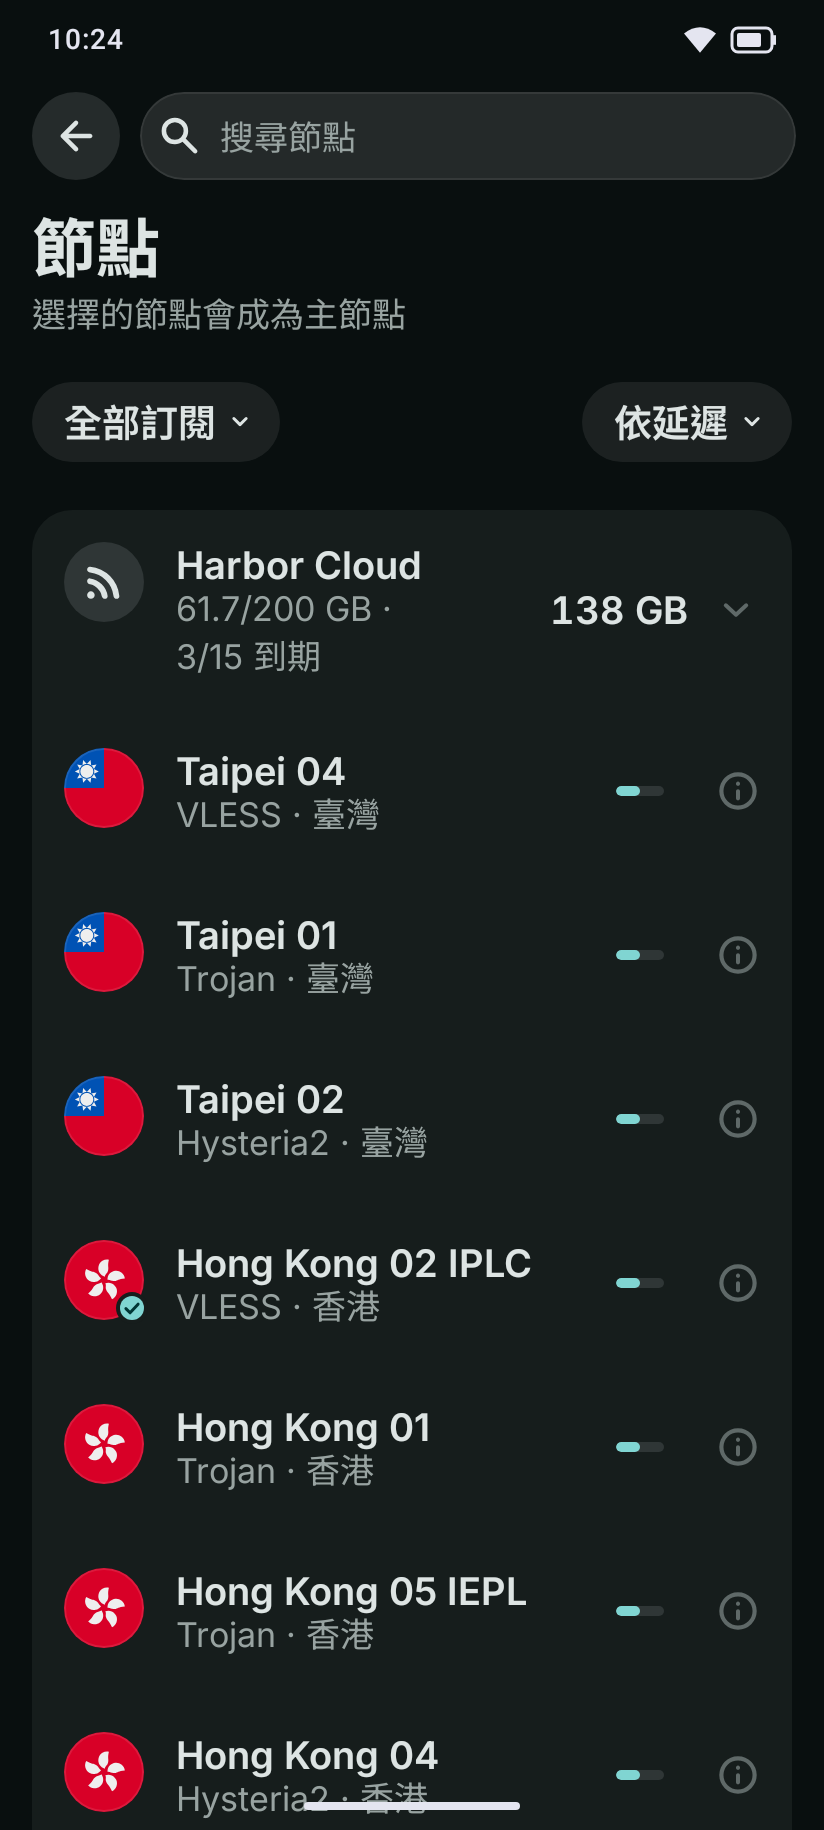 10:24
搜尋節點
節點
選擇的節點會成為主節點
全部訂閱
依延遲
Harbor Cloud
61.7/200 GB ·
3/15 到期
138 GB
Taipei 04
VLESS · 臺灣
Taipei 01
Trojan · 臺灣
Taipei 02
Hysteria2 · 臺灣
Hong Kong 02 IPLC
VLESS · 香港
Hong Kong 01
Trojan · 香港
Hong Kong 05 IEPL
Trojan · 香港
Hong Kong 04
Hysteria2 · 香港